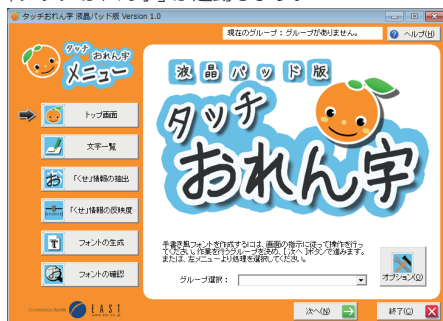 タッチおれん字 液晶パッド版 Version 1.0
現在のグループ：グループがありません。
ヘルプ(H)
タッチ おれん字
メニュー
トップ画面
文字一覧
「くせ」情報の抽出
「くせ」情報の反映度
フォントの生成
フォントの確認
液晶パッド版
タッチ
おれん字
手書き風フォントを作成するには、画面の指示に従って操作を行っ
てください。作業を行うグループを決め、[次へ]ボタンで進みます。
または、左メニューより処理を選択してください。
グループ選択：
オプション(O)
EAST
次へ(N)
終了(Q)